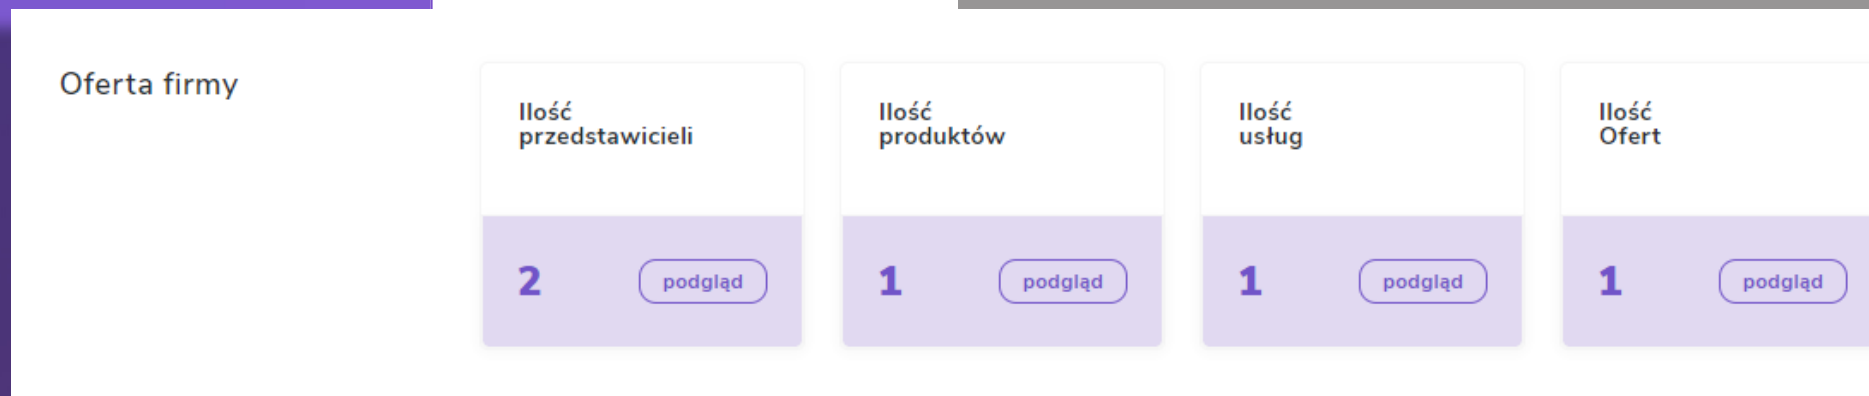 Oferta firmy
Ilość
przedstawicieli
2
podgląd
Ilość
produktów
1
podgląd
Ilość
usług
1
podgląd
Ilość
Ofert
1
podgląd